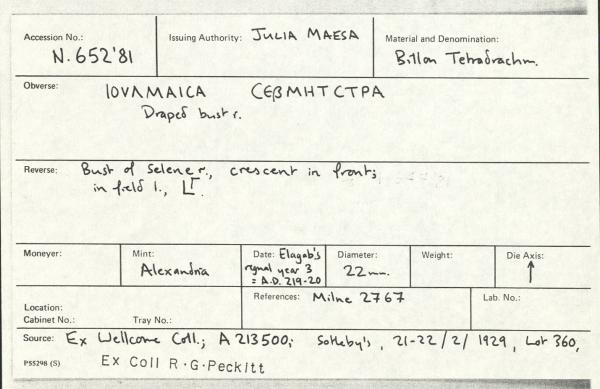 Accession No.: Issuing Authority: JULIA MAESA Material and Denomination:
N.652'81 Billon Tetradrachm.
Obverse: ΙΟVΛΜΑΙCΑ CЄβΜΗΤCΤΡΑ
Draped bust r.
Reverse: Bust of Selene r., crescent in front;
in field l., LΓ.
Moneyer: Mint: Date: Elagab's Diameter: Weight: Die Axis:
Alexandria regnal year 3 22mm. ↑
= A.D. 219-20
References: Milne 2767 Lab. No.:
Location:
Cabinet No.: Tray No.:
Source: Ex Wellcome Coll.; A213500; Sotheby's, 21-22/2/1929, Lot 360,
PS5298 (S) Ex Coll R.G.Peckitt